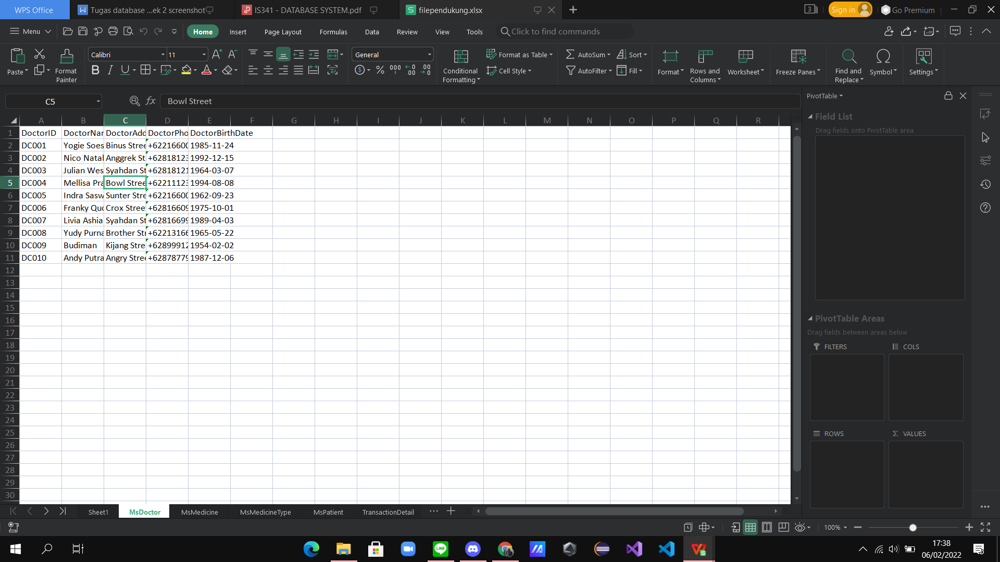 WPS Office
Tugas database ...ek 2 screenshot
IS341 - DATABASE SYSTEM.pdf
filependukung.xlsx
3
Sign in
Go Premium
Menu
Home
Insert
Page Layout
Formulas
Data
Review
View
Tools
Click to find commands
Paste
Format
Painter
Calibri
11
General
Conditional
Formatting
Format as Table
Cell Style
AutoSum
AutoFilter
Sort
Fill
Format
Rows and
Columns
Worksheet
Freeze Panes
Find and
Replace
Symbol
Settings
C5
Bowl Street
A B C D E F G H I J K L M N O P Q R
1 DoctorID DoctorNar DoctorAdd DoctorPho DoctorBirthDate
2 DC001 Yogie Soes Binus Stree +62216600 1985-11-24
3 DC002 Nico Natal Anggrek St +62818123 1992-12-15
4 DC003 Julian Wes Syahdan St +62818121 1964-03-07
5 DC004 Mellisa Pra Bowl Stree +62211123 1994-08-08
6 DC005 Indra Sasw Sunter Stre +62216600 1962-09-23
7 DC006 Franky Quo Crox Street +62816609 1975-10-01
8 DC007 Livia Ashia Syahdan St +62816699 1989-04-03
9 DC008 Yudy Purna Brother Str +62213166 1965-05-22
10 DC009 Budiman Kijang Stre +62899912 1954-02-02
11 DC010 Andy Putra Angry Stree +62878779 1987-12-06
12
13
14
15
16
17
18
19
20
21
22
23
24
25
26
27
28
29
30
PivotTable
Field List
Drag fields onto PivotTable area
PivotTable Areas
Drag fields between areas below
FILTERS
COLS
ROWS
VALUES
Sheet1
MsDoctor
MsMedicine
MsMedicineType
MsPatient
TransactionDetail
100%
17:38
06/02/2022